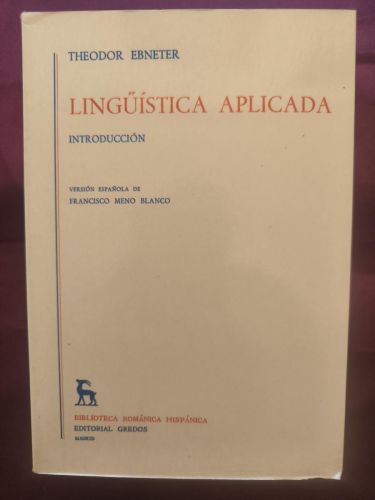 THEODOR EBNETER
LINGÜÍSTICA APLICADA
INTRODUCCIÓN
VERSIÓN ESPAÑOLA DE
FRANCISCO MENO BLANCO
BIBLIOTECA ROMÁNICA HISPÁNICA
EDITORIAL GREDOS
MADRID